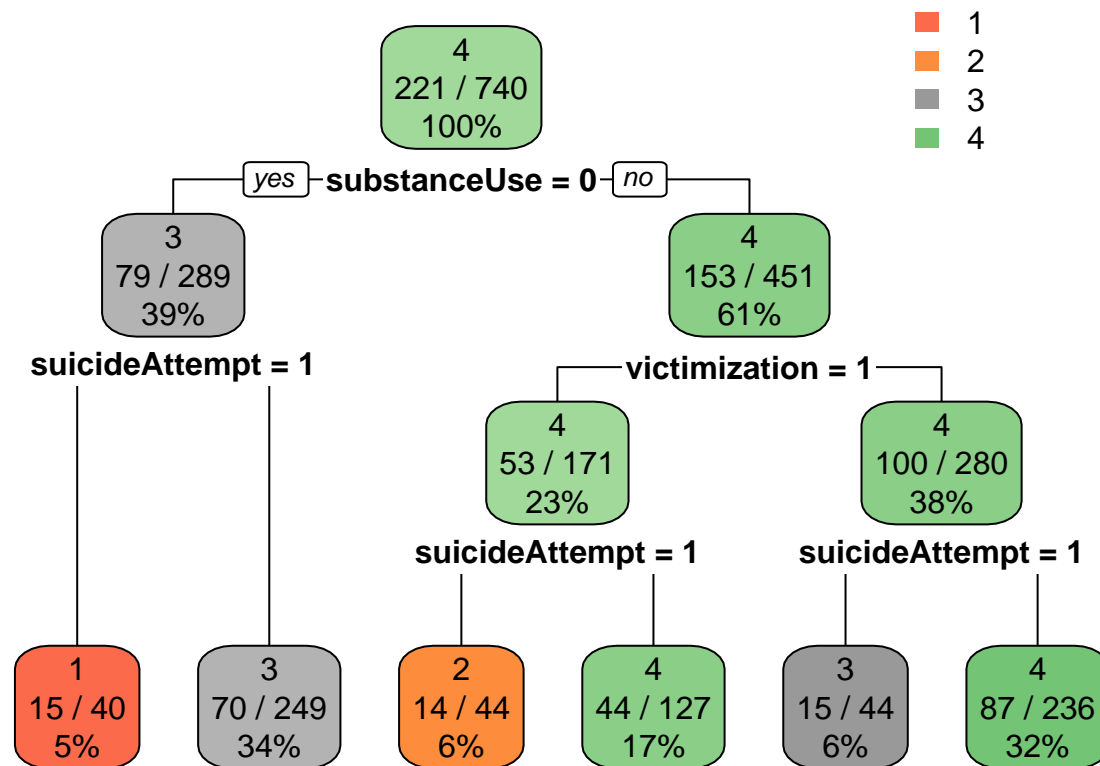 1
2
3
4
4
221 / 740
100%
yes substanceUse = 0 no
3
79 / 289
39%
4
153 / 451
61%
suicideAttempt = 1
victimization = 1
4
53 / 171
23%
4
100 / 280
38%
suicideAttempt = 1
suicideAttempt = 1
1
15 / 40
5%
3
70 / 249
34%
2
14 / 44
6%
4
44 / 127
17%
3
15 / 44
6%
4
87 / 236
32%